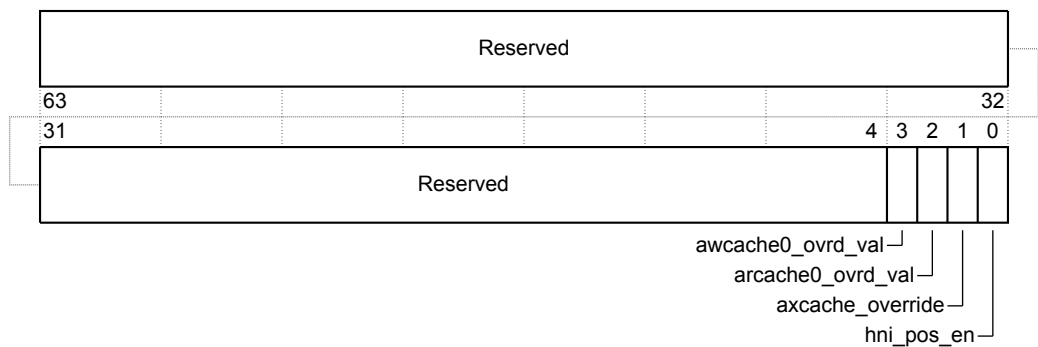 Reserved
63 32
31 4 3 2 1 0
Reserved
awcache0_ovrd_val
arcache0_ovrd_val
axcache_override
hni_pos_en